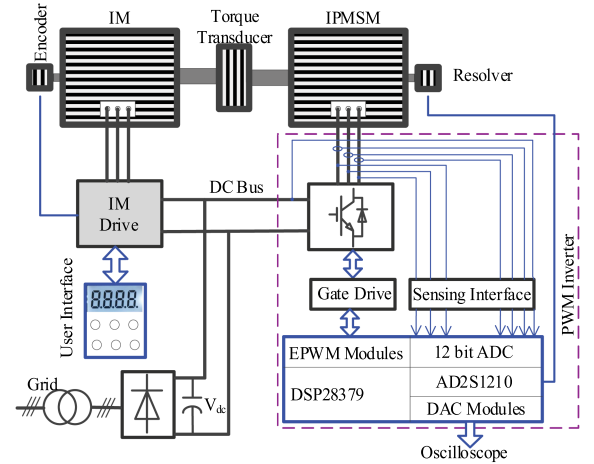 Encoder
IM
Torque
Transducer
IPMSM
Resolver
IM
Drive
DC Bus
User Interface
8.8.8.8.
Gate Drive
Sensing Interface
PWM Inverter
EPWM Modules
12 bit ADC
DSP28379
AD2S1210
DAC Modules
Grid
Vdc
Oscilloscope